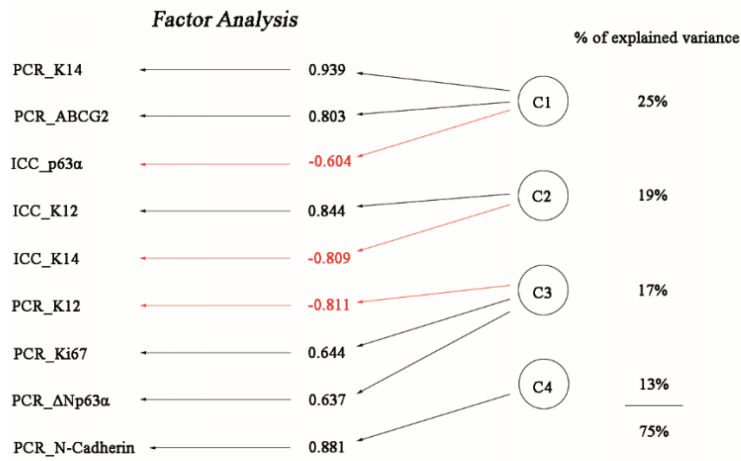 Factor Analysis
% of explained variance
PCR_K14 0.939
C1 25%
PCR_ABCG2 0.803
ICC_p63α -0.604
ICC_K12 0.844 C2 19%
ICC_K14 -0.809
PCR_K12 -0.811 C3 17%
PCR_Ki67 0.644
PCR_ΔNp63α 0.637 C4 13%
PCR_N-Cadherin 0.881 75%